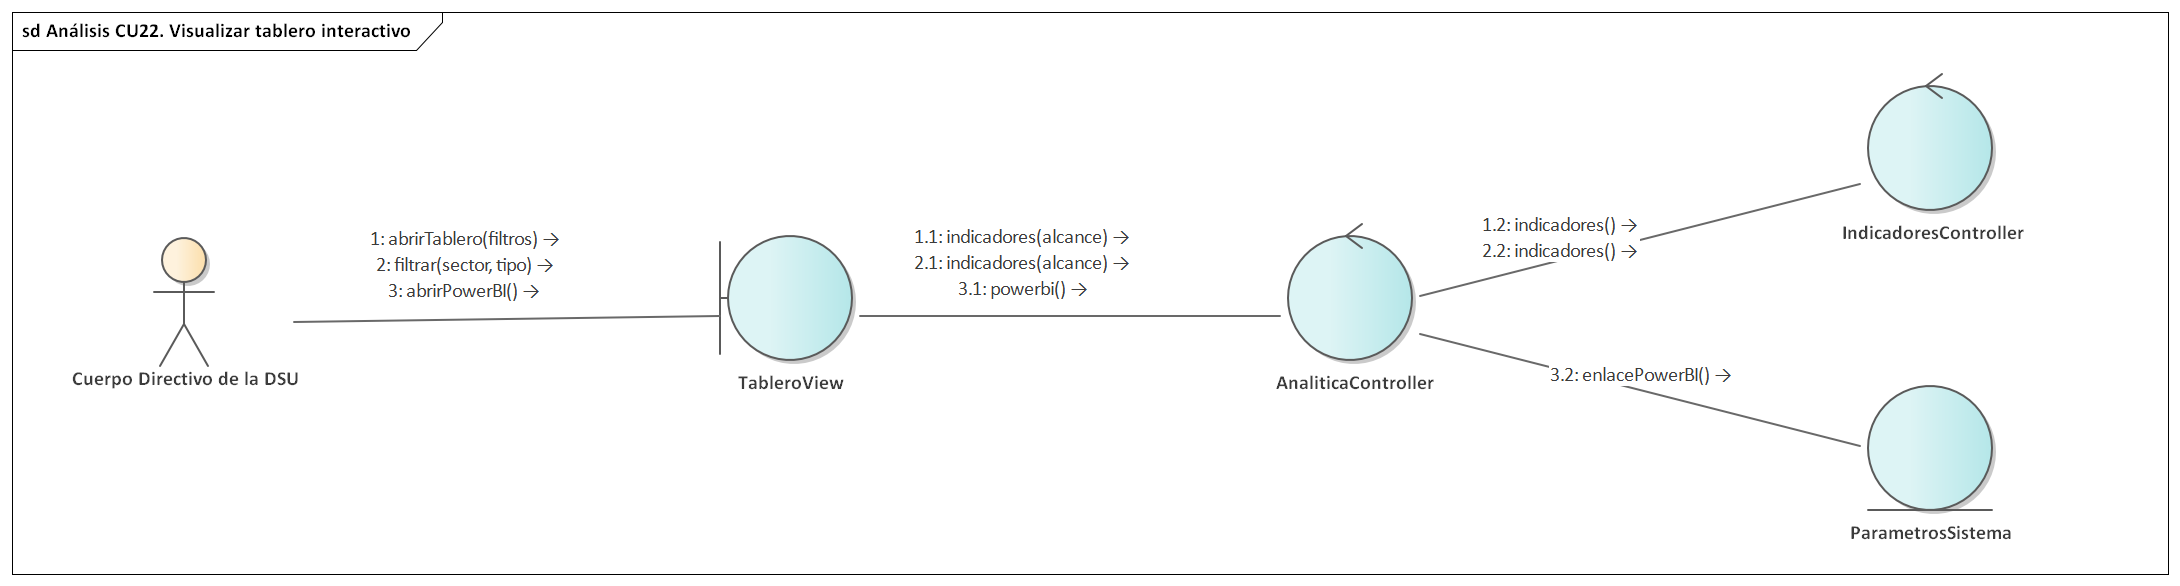 sd Análisis CU22. Visualizar tablero interactivo
1: abrirTablero(filtros) →
2: filtrar(sector, tipo) →
3: abrirPowerBI() →
1.1: indicadores(alcance) →
2.1: indicadores(alcance) →
3.1: powerbi() →
1.2: indicadores() →
2.2: indicadores() →
IndicadoresController
3.2: enlacePowerBI() →
Cuerpo Directivo de la DSU
TableroView
AnaliticaController
ParametrosSistema